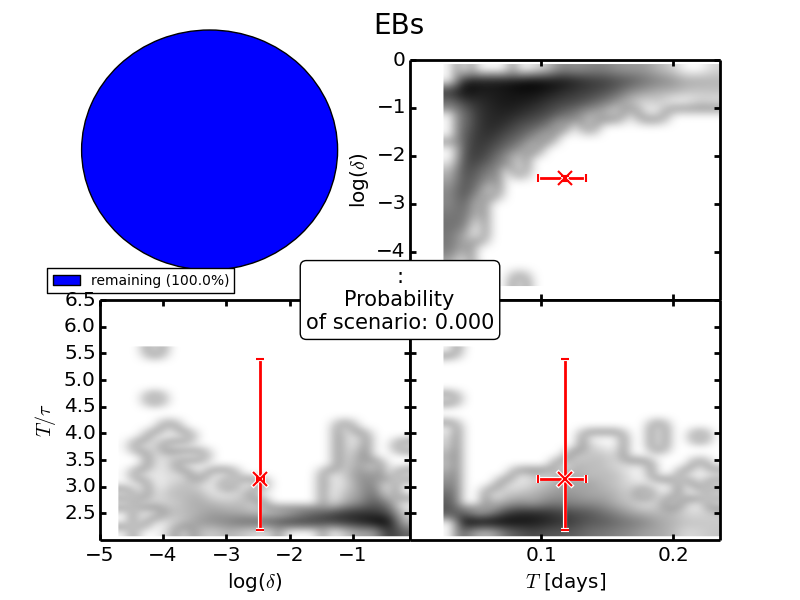 EBs
0
−1
−2
−3
−4
log(δ)
remaining (100.0%)
:
Probability
of scenario: 0.000
6.5
6.0
5.5
5.0
4.5
4.0
3.5
3.0
2.5
T/τ
−5 −4 −3 −2 −1
0.1 0.2
log(δ)
T [days]